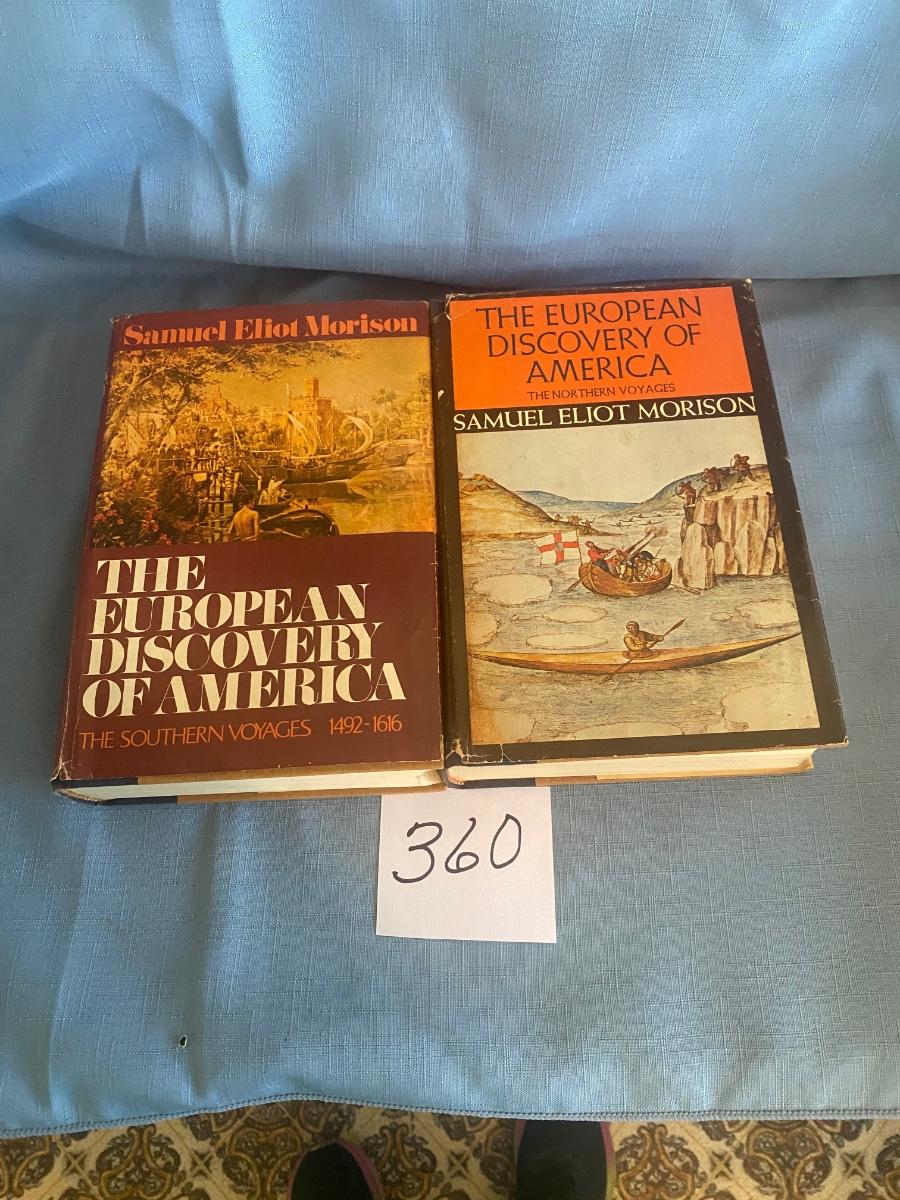 Samuel Eliot Morison
THE
EUROPEAN
DISCOVERY
OF AMERICA
THE SOUTHERN VOYAGES 1492-1616
THE EUROPEAN
DISCOVERY OF
AMERICA
THE NORTHERN VOYAGES
SAMUEL ELIOT MORISON
360